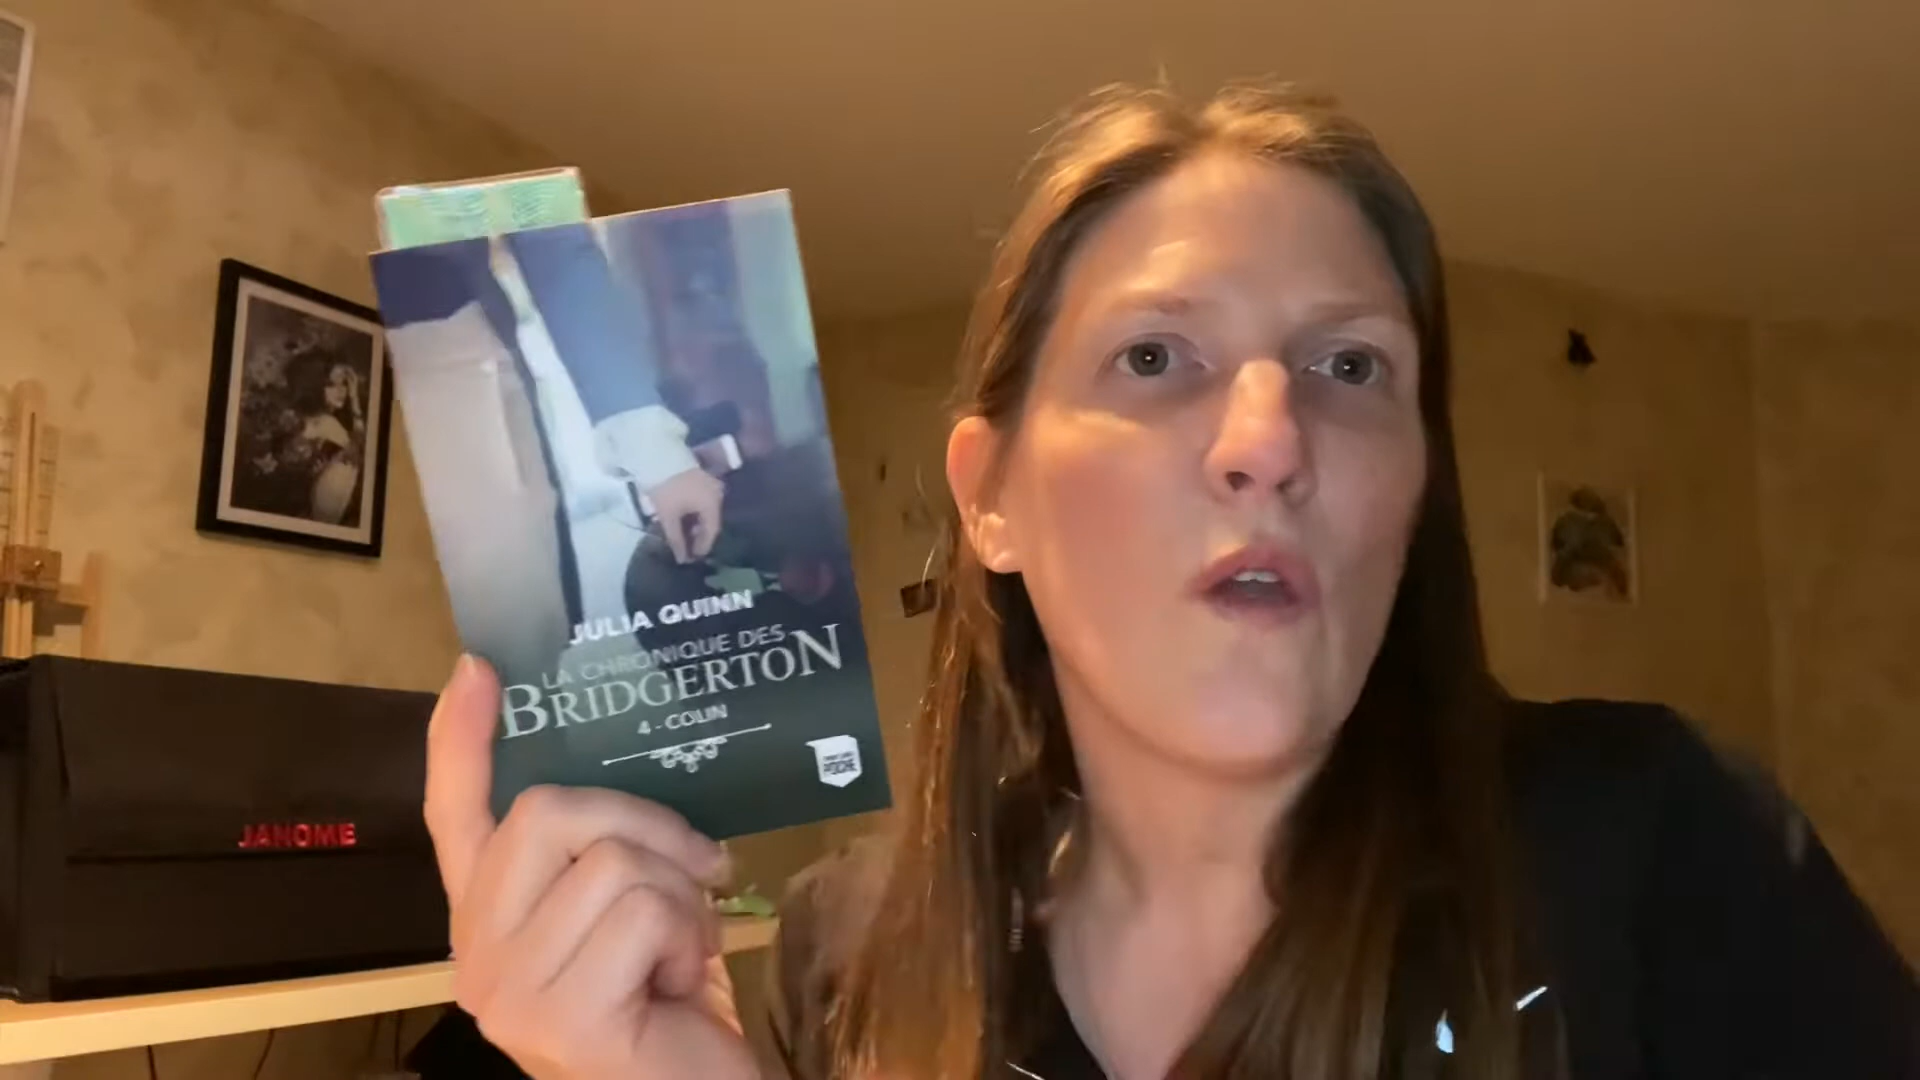 JULIA QUINN
LA CHRONIQUE DES
BRIDGERTON
4 - COLIN
POCHE
JANOME